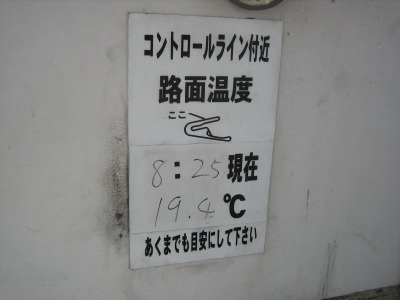 コントロールライン付近
路面温度
ここ
8:25現在
19.4℃
あくまでも目安にして下さい